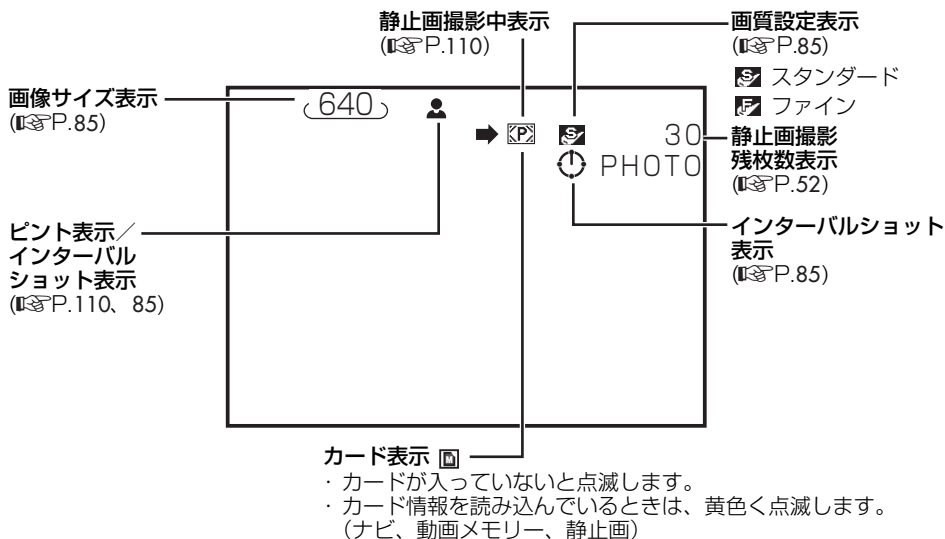 静止画撮影中表示
(☞P.110)
画質設定表示
(☞P.85)
S スタンダード
F ファイン
画像サイズ表示
(☞P.85)
640
P
S
30
PHOTO
静止画撮影
残枚数表示
(☞P.52)
ピント表示／
インターバル
ショット表示
(☞P.110、85)
インターバルショット
表示
(☞P.85)
カード表示 M
・カードが入っていないと点滅します。
・カード情報を読み込んでいるときは、黄色く点滅します。
（ナビ、動画メモリー、静止画）